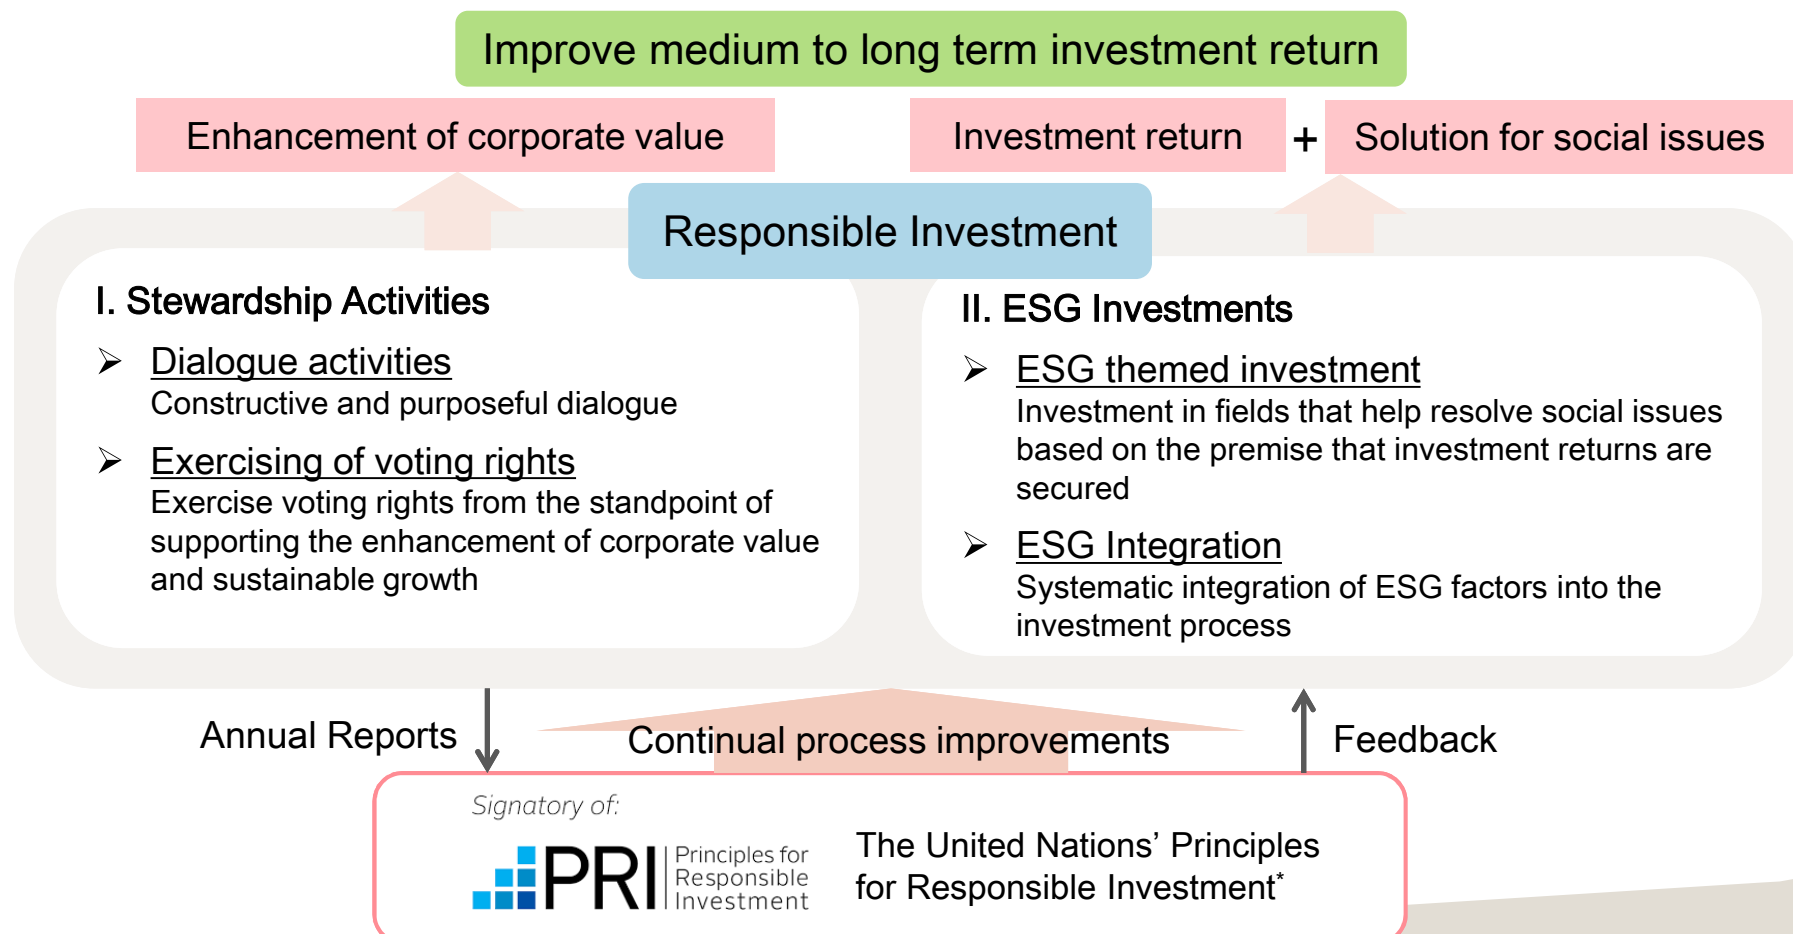 Improve medium to long term investment return
Enhancement of corporate value
Investment return
+
Solution for social issues
Responsible Investment
I. Stewardship Activities
➢ Dialogue activities
Constructive and purposeful dialogue
➢ Exercising of voting rights
Exercise voting rights from the standpoint of
supporting the enhancement of corporate value
and sustainable growth
II. ESG Investments
➢ ESG themed investment
Investment in fields that help resolve social issues
based on the premise that investment returns are
secured
➢ ESG Integration
Systematic integration of ESG factors into the
investment process
Annual Reports
Continual process improvements
Feedback
Signatory of:
PRI
Principles for
Responsible
Investment
The United Nations’ Principles
for Responsible Investment*